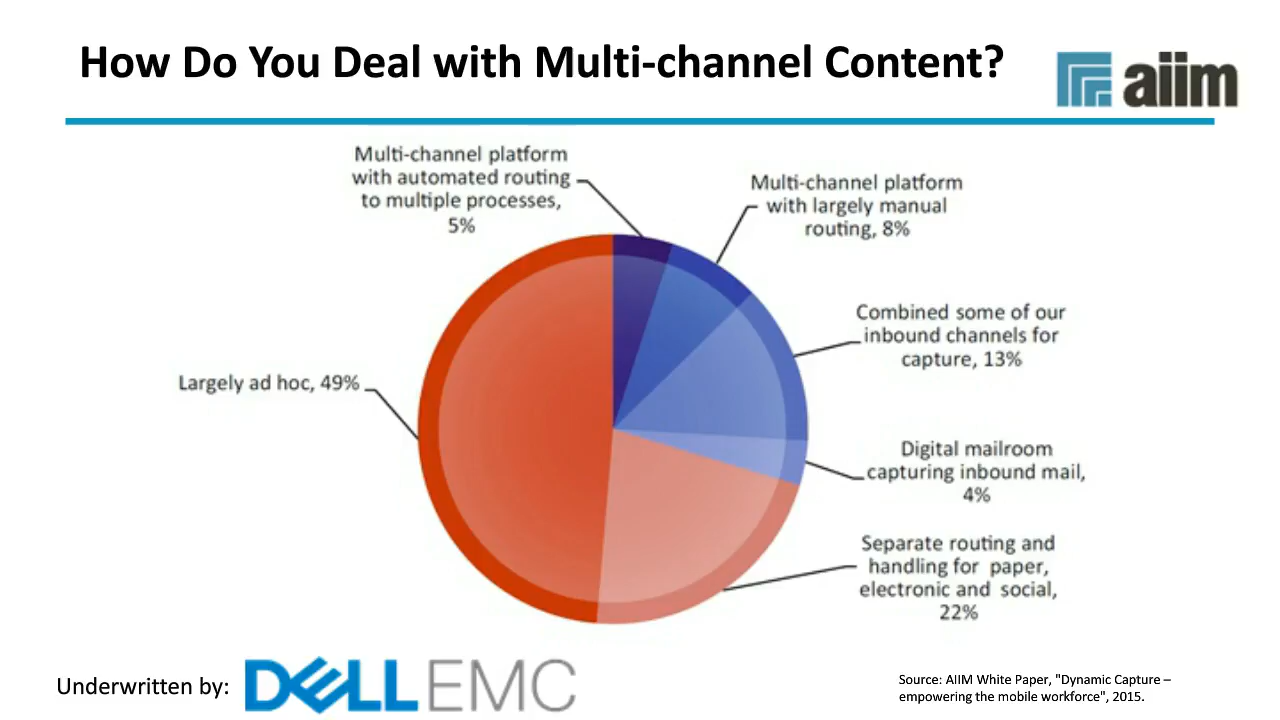 How Do You Deal with Multi-channel Content?
aiim
Multi-channel platform
with automated routing
to multiple processes,
5%
Multi-channel platform
with largely manual
routing, 8%
Combined some of our
inbound channels for
capture, 13%
Largely ad hoc, 49%
Digital mailroom
capturing inbound mail,
4%
Separate routing and
handling for paper,
electronic and social,
22%
Underwritten by:
DELL EMC
Source: AIIM White Paper, "Dynamic Capture –
empowering the mobile workforce", 2015.